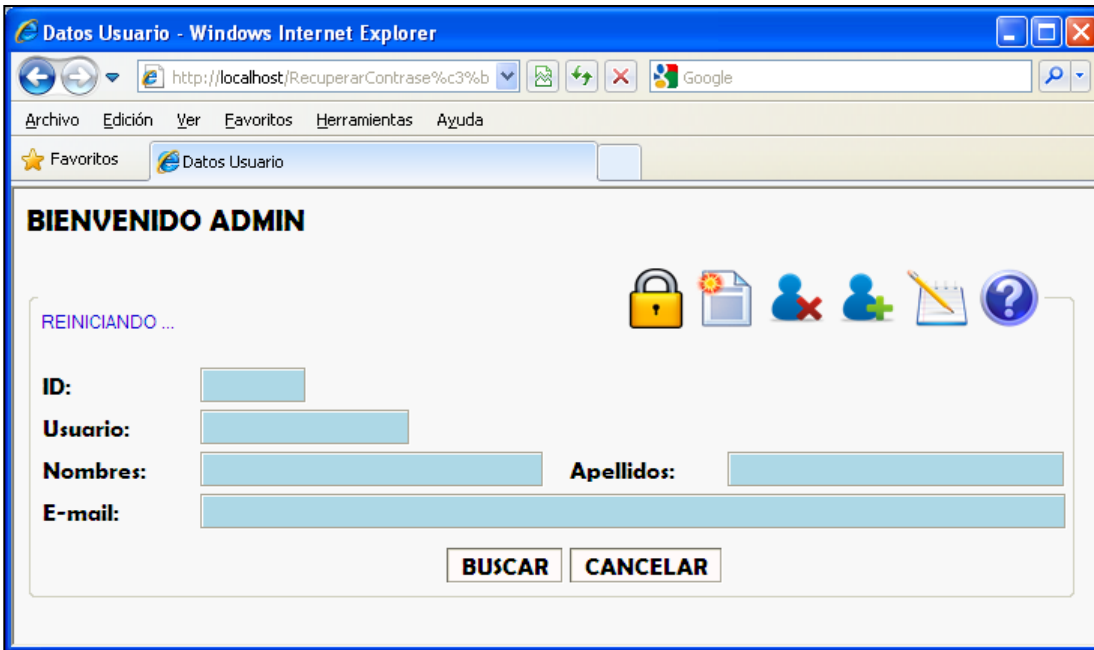 Datos Usuario - Windows Internet Explorer
http://localhost/RecuperarContrase%c3%b
Google
Archivo Edición Ver Favoritos Herramientas Ayuda
Favoritos Datos Usuario
BIENVENIDO ADMIN
REINICIANDO ...
ID:
Usuario:
Nombres: Apellidos:
E-mail:
BUSCAR CANCELAR